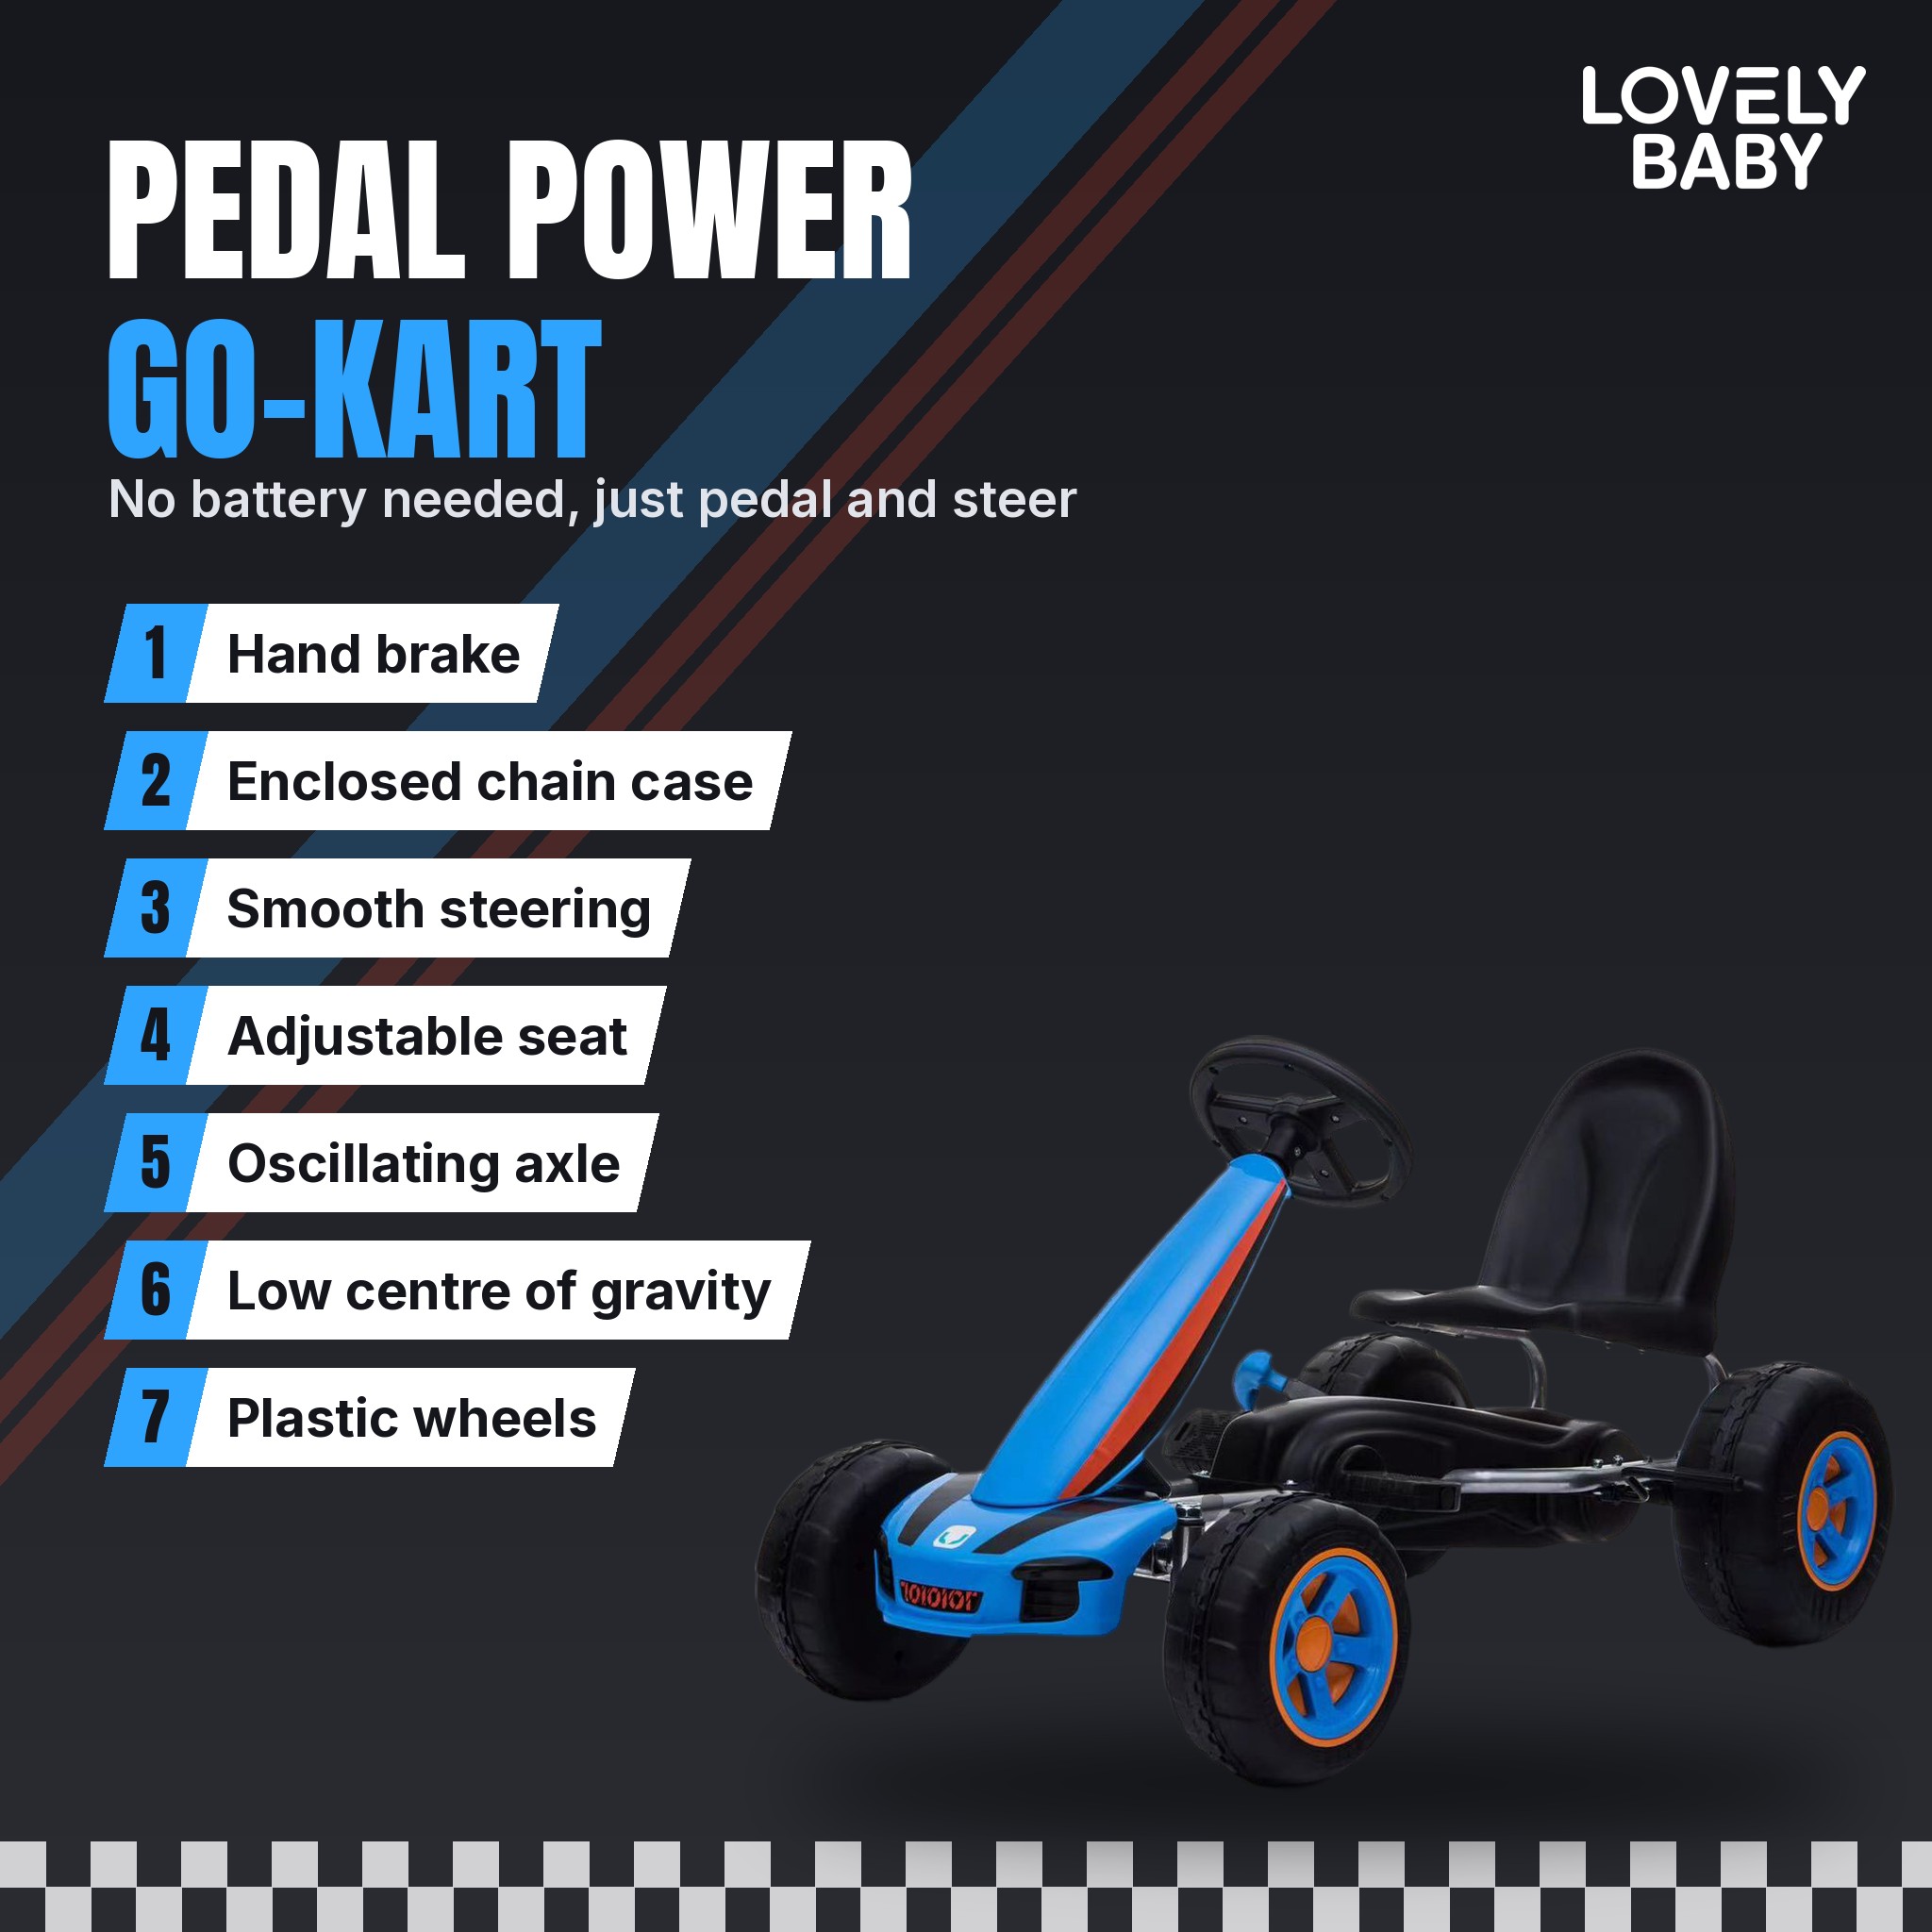 LOVELY
BABY
PEDAL POWER
GO-KART
No battery needed, just pedal and steer
1 Hand brake
2 Enclosed chain case
3 Smooth steering
4 Adjustable seat
5 Oscillating axle
6 Low centre of gravity
7 Plastic wheels